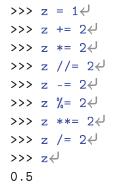 >>> z = 1↵
>>> z += 2↵
>>> z *= 2↵
>>> z //= 2↵
>>> z -= 2↵
>>> z %= 2↵
>>> z **= 2↵
>>> z /= 2↵
>>> z↵
0.5